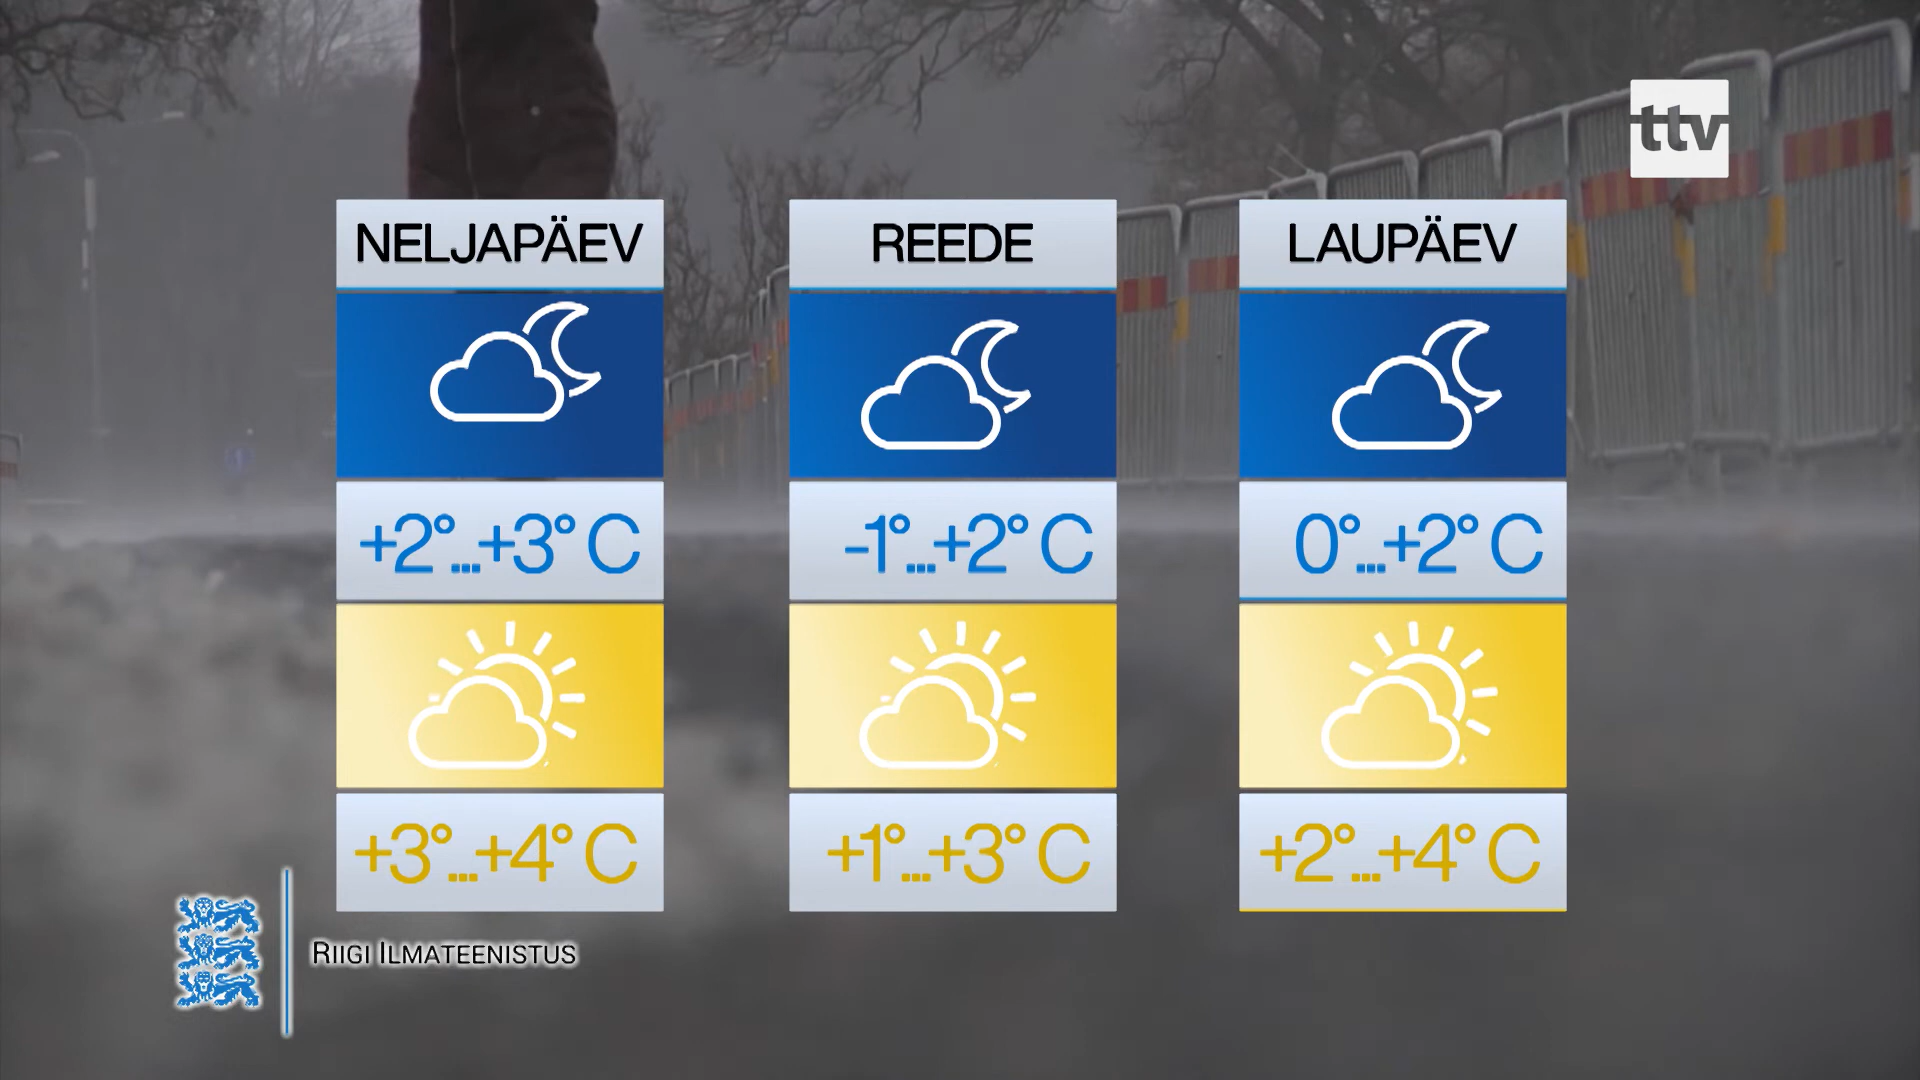 ttv
NELJAPÄEV
REEDE
LAUPÄEV
+2°...+3° C
-1°...+2° C
0°...+2° C
+3°...+4° C
+1°...+3° C
+2°...+4° C
RIIGI ILMATEENISTUS